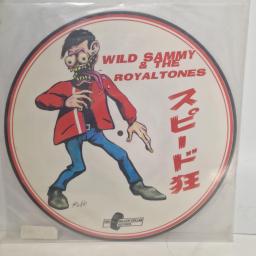 WILD SAMMY
& THE
ROYALTONES
スピード狂